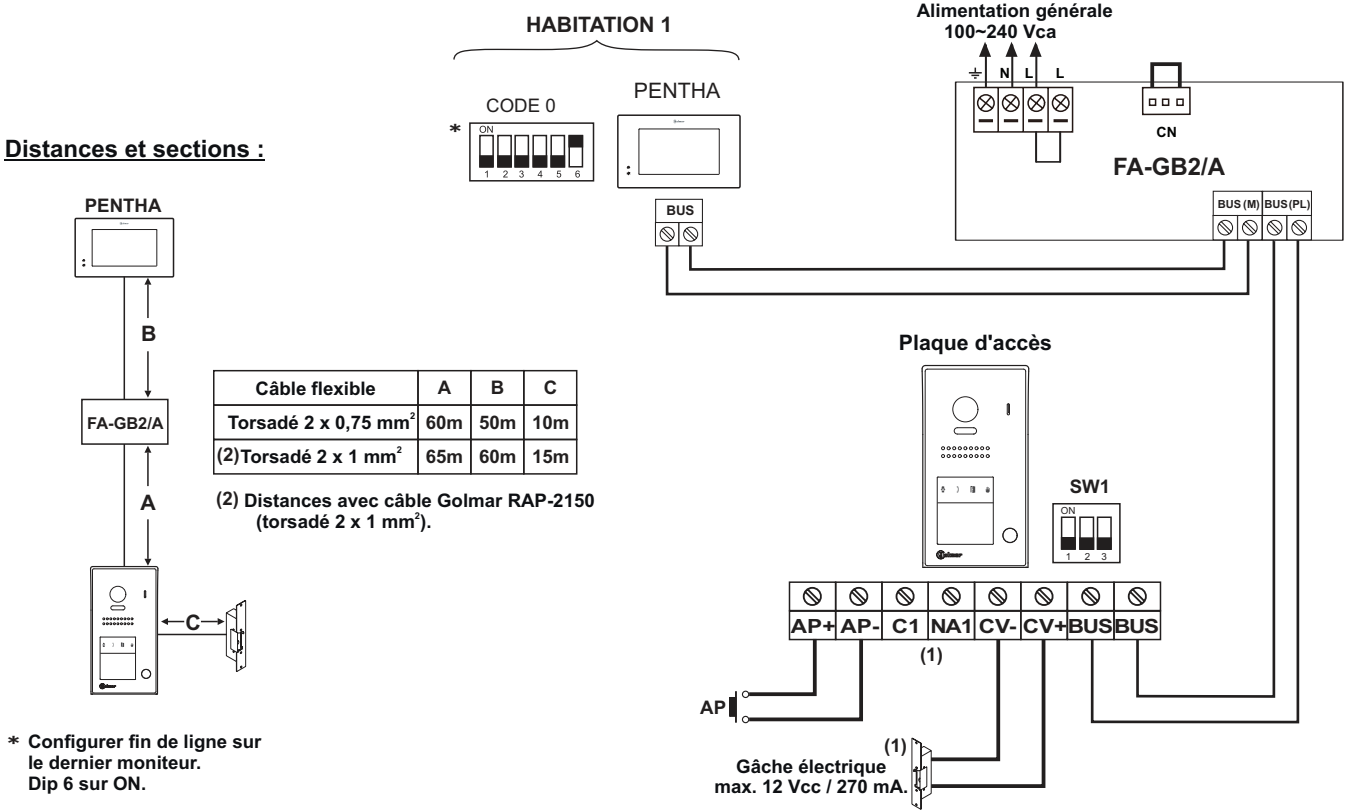 Distances et sections :
PENTHA
B
FA-GB2/A
A
C
* Configurer fin de ligne sur
le dernier moniteur.
Dip 6 sur ON.
Câble flexible A B C
Torsadé 2 x 0,75 mm² 60m 50m 10m
(2)Torsadé 2 x 1 mm² 65m 60m 15m
(2) Distances avec câble Golmar RAP-2150
(torsadé 2 x 1 mm²).
HABITATION 1
CODE 0
*
ON
1 2 3 4 5 6
PENTHA
BUS
Alimentation générale
100~240 Vca
N L L
CN
FA-GB2/A
BUS (M) BUS (PL)
Plaque d'accès
Golmar
SW1
ON
1 2 3
AP+ AP- C1 NA1 CV- CV+ BUS BUS
(1)
AP
(1)
Gâche électrique
max. 12 Vcc / 270 mA.